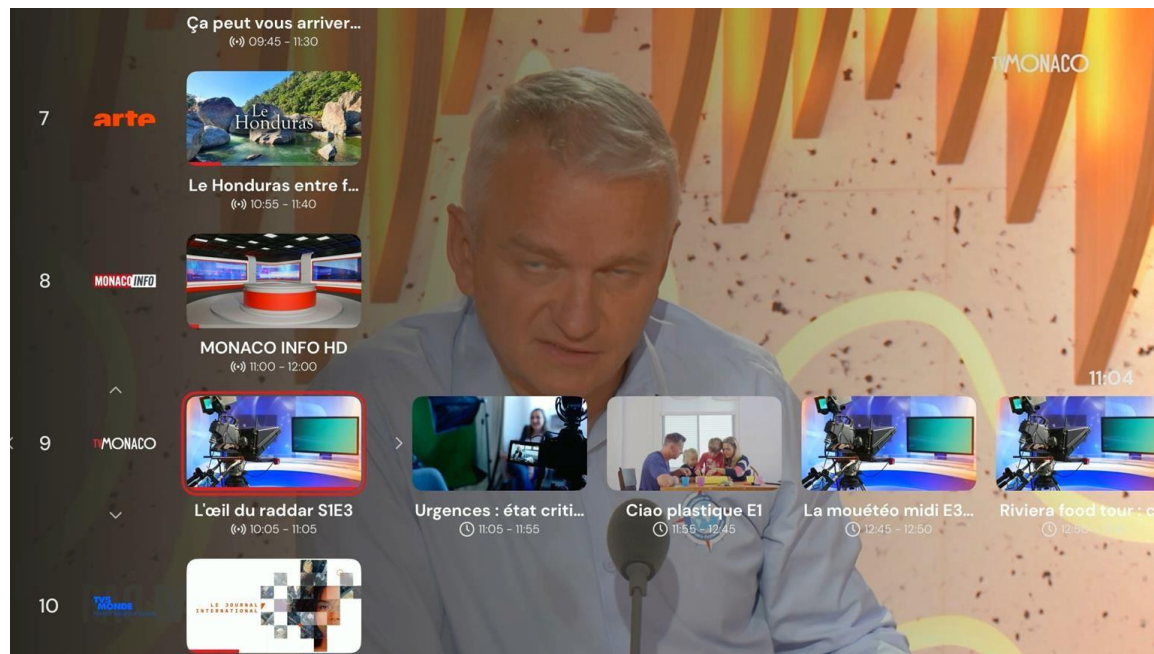 Ça peut vous arriver...
09:45 - 11:30
TVMONACO
7
arte
Le
Honduras
Le Honduras entre f...
10:55 - 11:40
8
MONACO INFO
MONACO INFO HD
11:00 - 12:00
11:04
9
TVMONACO
L'œil du raddar S1E3
10:05 - 11:05
Urgences : état criti...
11:05 - 11:55
Ciao plastique E1
11:55 - 12:45
La mouétéo midi E3...
12:45 - 12:50
Riviera food tour : c
10
TV5
MONDE
LE JOURNAL
INTERNATIONAL